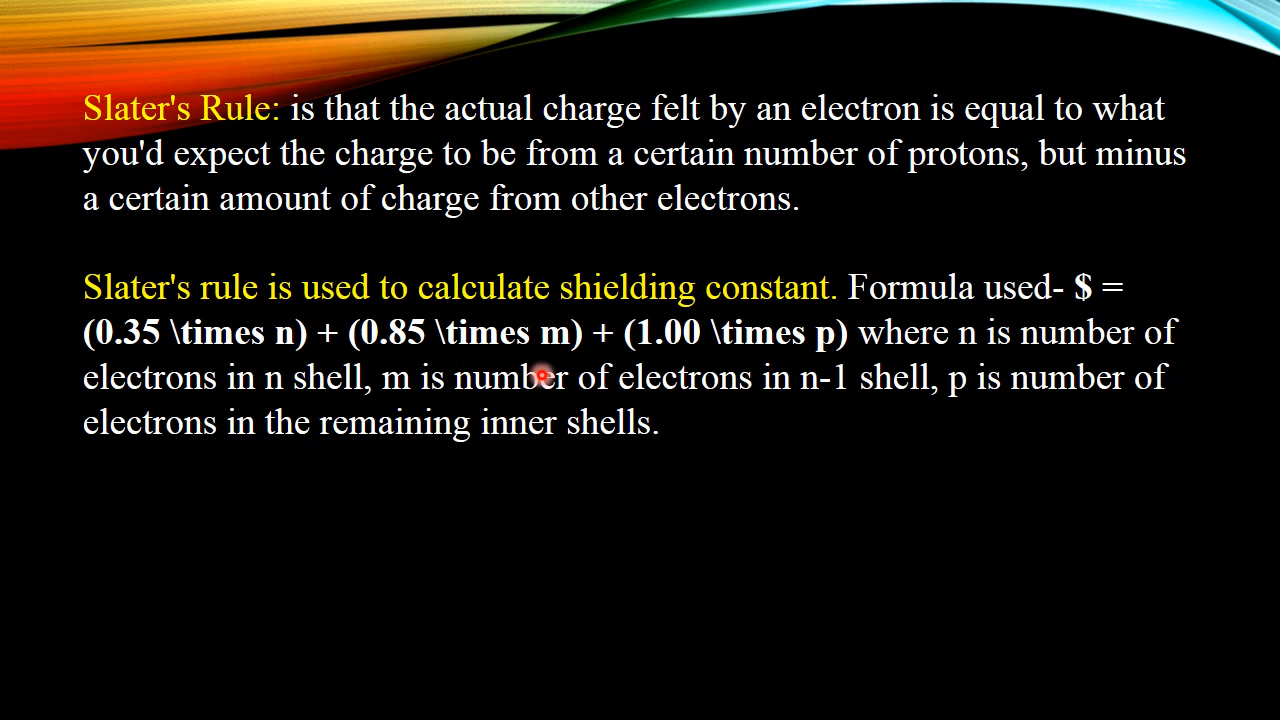 Slater's Rule: is that the actual charge felt by an electron is equal to what
you'd expect the charge to be from a certain number of protons, but minus
a certain amount of charge from other electrons.
Slater's rule is used to calculate shielding constant. Formula used- $ =
(0.35 \times n) + (0.85 \times m) + (1.00 \times p) where n is number of
electrons in n shell, m is number of electrons in n-1 shell, p is number of
electrons in the remaining inner shells.